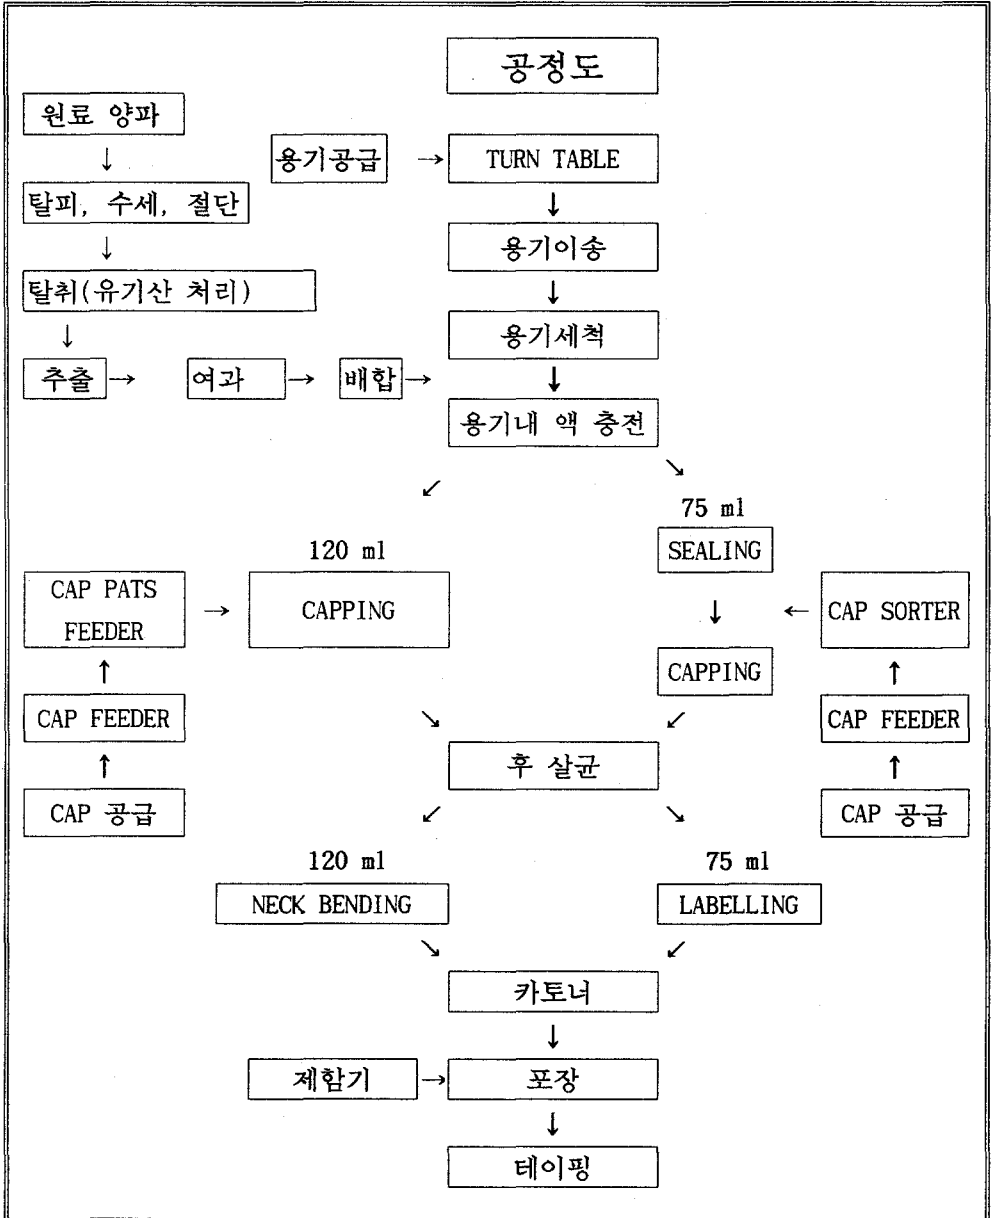 공정도
원료 양파
용기공급 → TURN TABLE
↓
탈피, 수세, 절단
↓
용기이송
↓
탈취(유기산 처리)
↓
용기세척
↓
추출 → 여과 → 배합 →
↓
용기내 액 충전
↙ ↘
75 ml
120 ml
SEALING
CAP PATS
FEEDER
→ CAPPING
↓
← CAP SORTER
↑
CAPPING
↑
CAP FEEDER
↘ ↙
CAP FEEDER
↑
후 살균
↑
CAP 공급
↙ ↘
CAP 공급
120 ml
75 ml
NECK BENDING
LABELLING
↘ ↙
카토너
↓
제함기 → 포장
↓
테이핑